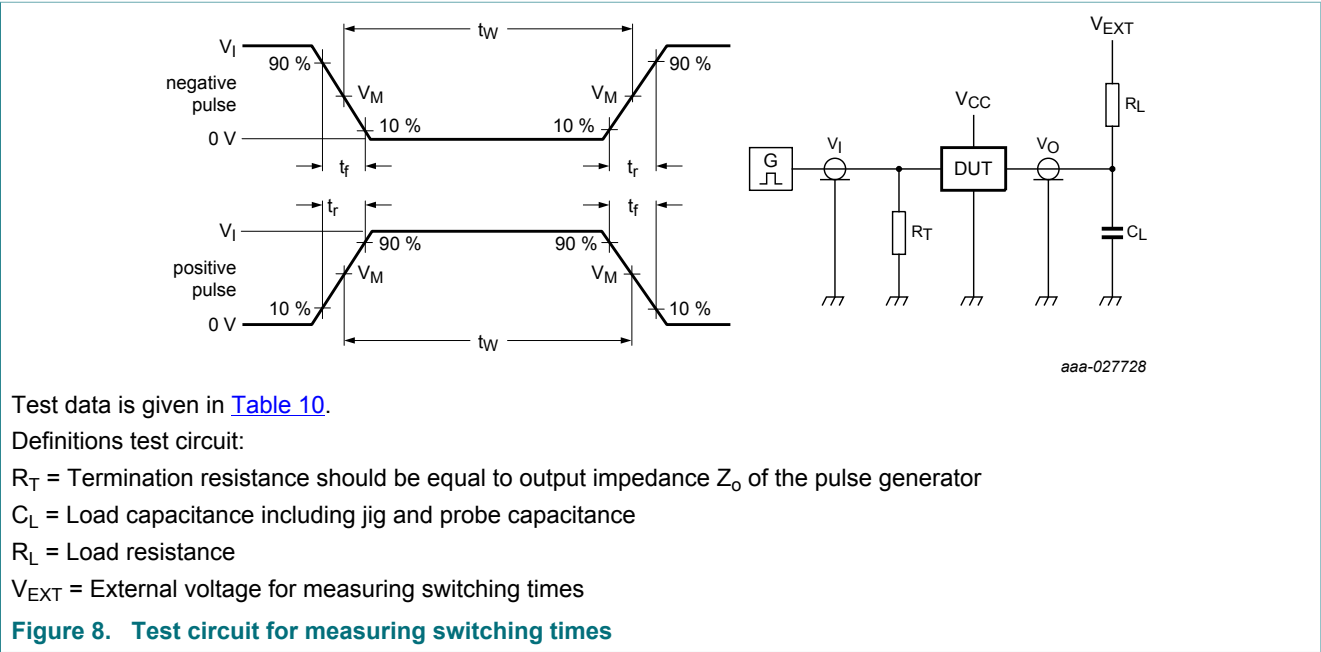 V_I
90 %
negative
pulse
V_M
10 %
0 V
t_f
t_W
V_M
10 %
90 %
t_r
V_I
t_r
90 %
positive
pulse
V_M
10 %
0 V
t_f
90 %
V_M
10 %
t_W
V_EXT
R_L
V_CC
V_I
V_O
G
DUT
R_T
C_L
aaa-027728
Test data is given in Table 10.
Definitions test circuit:
R_T = Termination resistance should be equal to output impedance Z_o of the pulse generator
C_L = Load capacitance including jig and probe capacitance
R_L = Load resistance
V_EXT = External voltage for measuring switching times
Figure 8. Test circuit for measuring switching times